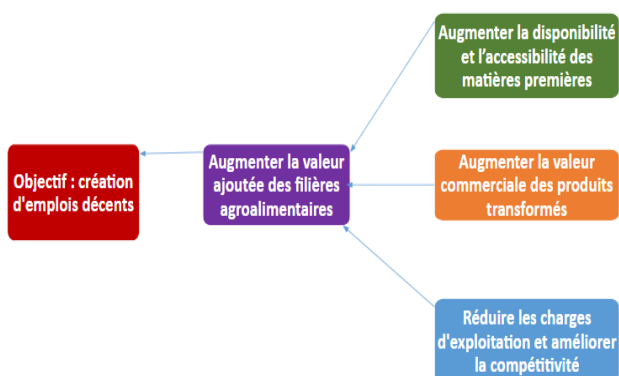 Augmenter la disponibilité
et l’accessibilité des
matières premières
Objectif : création
d'emplois décents
Augmenter la valeur
ajoutée des filières
agroalimentaires
Augmenter la valeur
commerciale des produits
transformés
Réduire les charges
d'exploitation et améliorer
la compétitivité